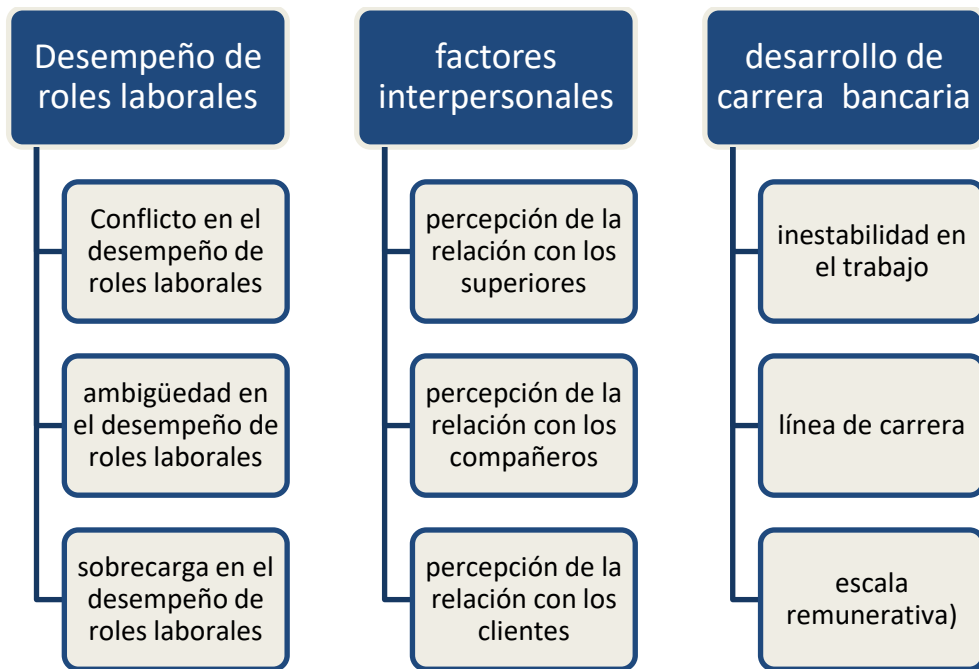 Desempeño de
roles laborales
Conflicto en el
desempeño de
roles laborales
ambigüedad en
el desempeño de
roles laborales
sobrecarga en el
desempeño de
roles laborales
factores
interpersonales
percepción de la
relación con los
superiores
percepción de la
relación con los
compañeros
percepción de la
relación con los
clientes
desarrollo de
carrera bancaria
inestabilidad en
el trabajo
línea de carrera
escala
remunerativa)